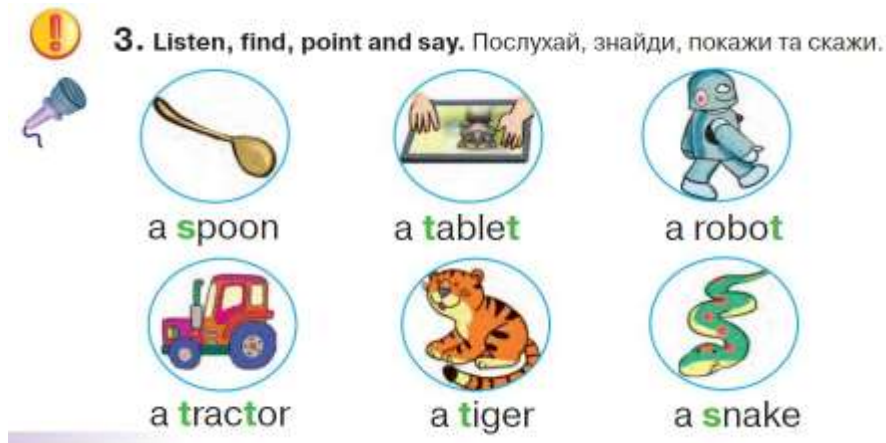 3. Listen, find, point and say. Послухай, знайди, покажи та скажи.
a spoon a tablet a robot
a tractor a tiger a snake